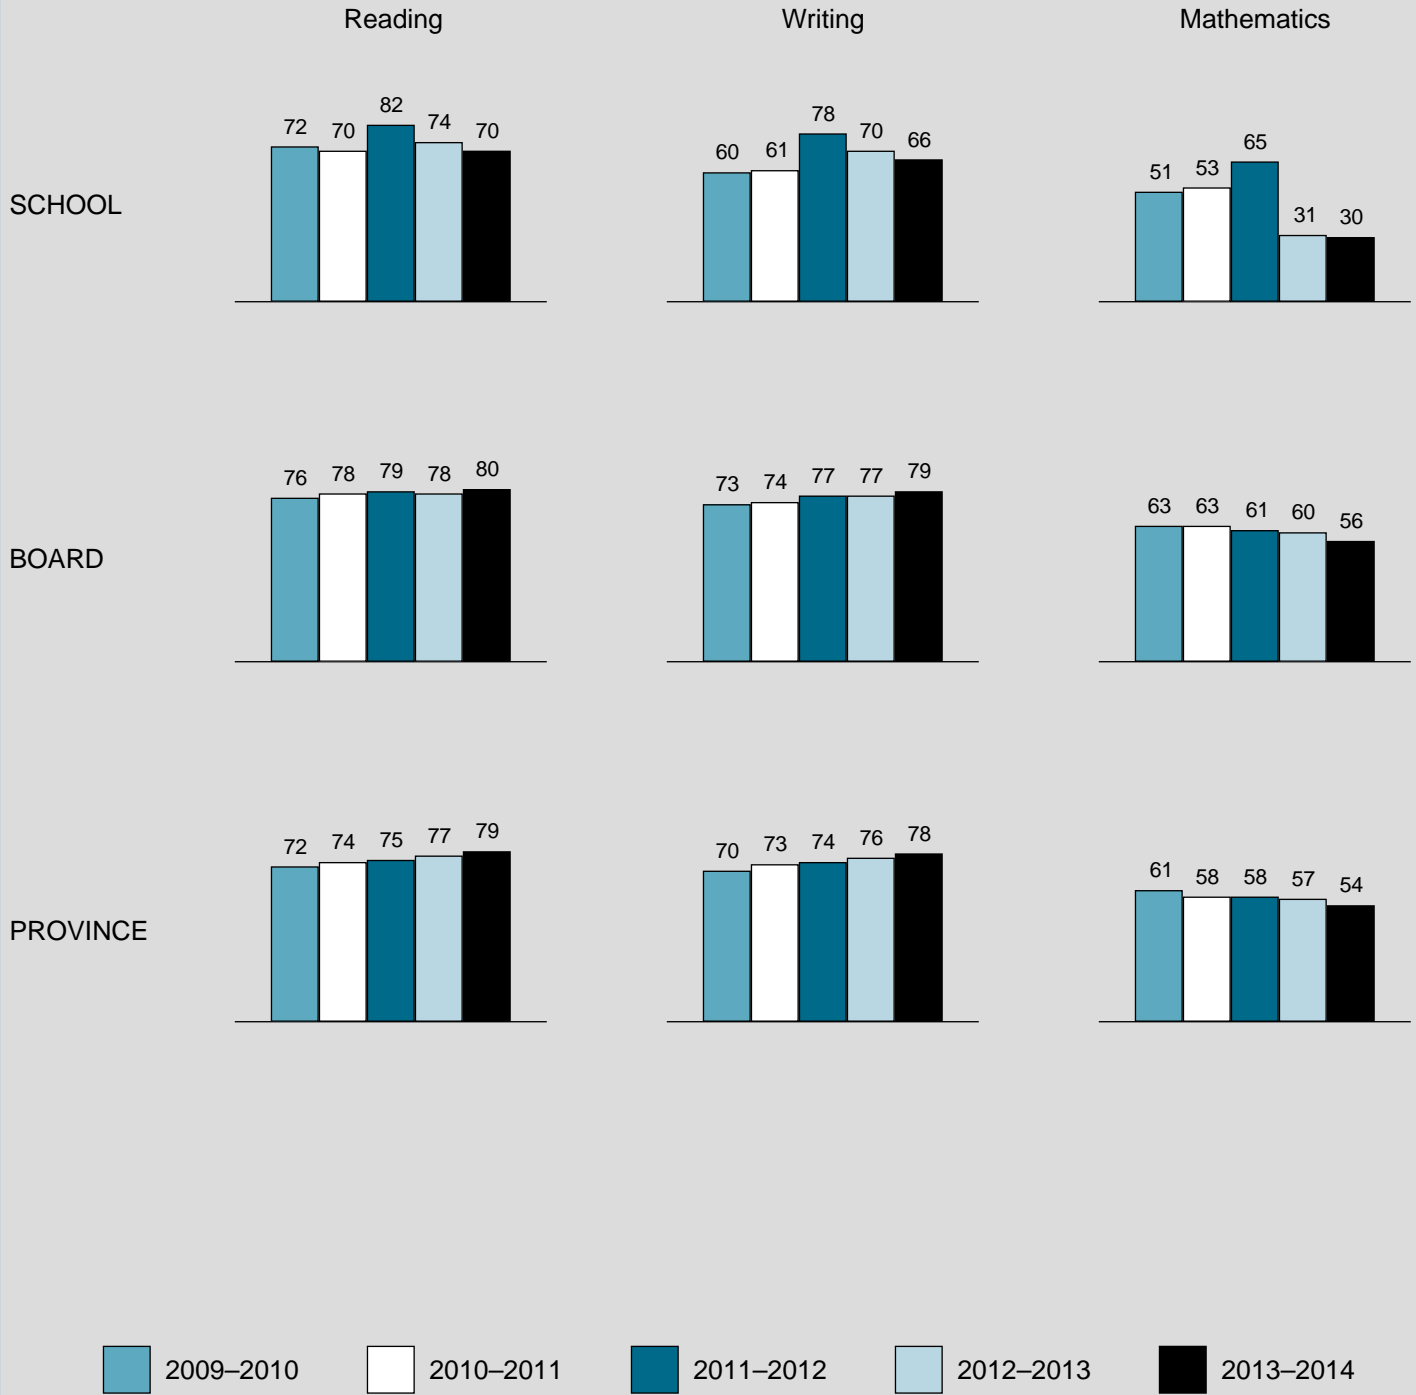 Reading Writing Mathematics
72 70 82 74 70
60 61 78 70 66
51 53 65 31 30
SCHOOL
76 78 79 78 80
73 74 77 77 79
63 63 61 60 56
BOARD
72 74 75 77 79
70 73 74 76 78
61 58 58 57 54
PROVINCE
2009–2010 2010–2011 2011–2012 2012–2013 2013–2014